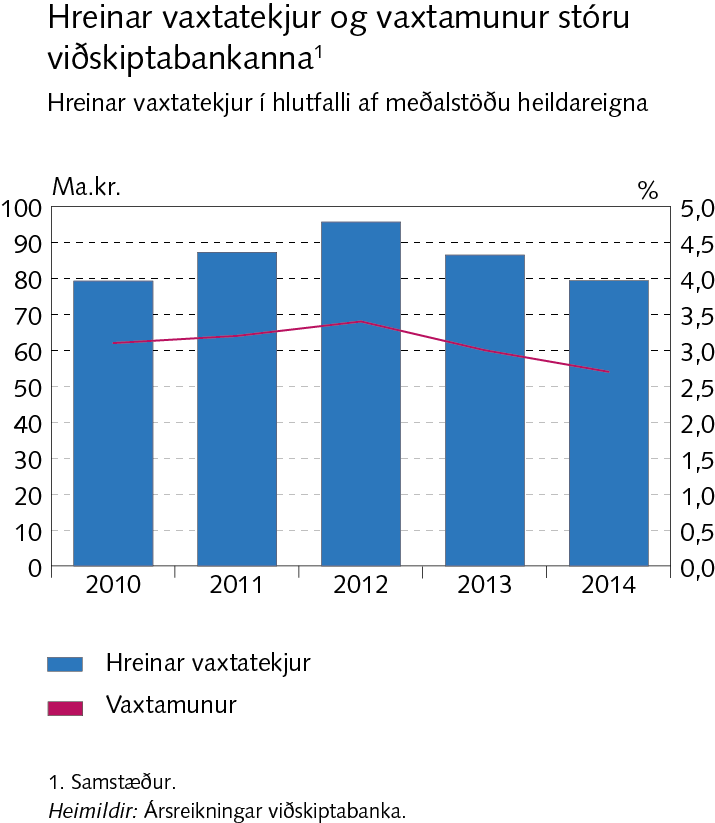 Hreinar vaxtatekjur og vaxtamunur stóru
viðskiptabankanna¹
Hreinar vaxtatekjur í hlutfalli af meðalstöðu heildareigna
Ma.kr. %
100 5,0
90 4,5
80 4,0
70 3,5
60 3,0
50 2,5
40 2,0
30 1,5
20 1,0
10 0,5
0 0,0
2010 2011 2012 2013 2014
Hreinar vaxtatekjur
Vaxtamunur
1. Samstæður.
Heimildir: Ársreikningar viðskiptabanka.